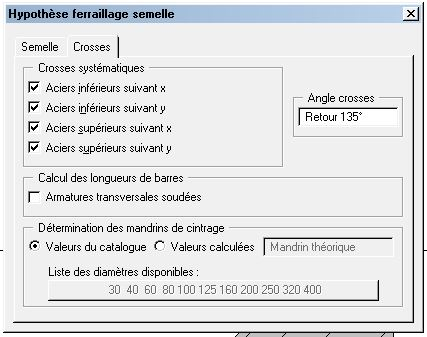 Hypothèse ferraillage semelle
Semelle Crosses
Crosses systématiques
Aciers inférieurs suivant x
Aciers inférieurs suivant y
Aciers supérieurs suivant x
Aciers supérieurs suivant y
Angle crosses
Retour 135°
Calcul des longueurs de barres
Armatures transversales soudées
Détermination des mandrins de cintrage
Valeurs du catalogue Valeurs calculées Mandrin théorique
Liste des diamètres disponibles :
30 40 60 80 100 125 160 200 250 320 400